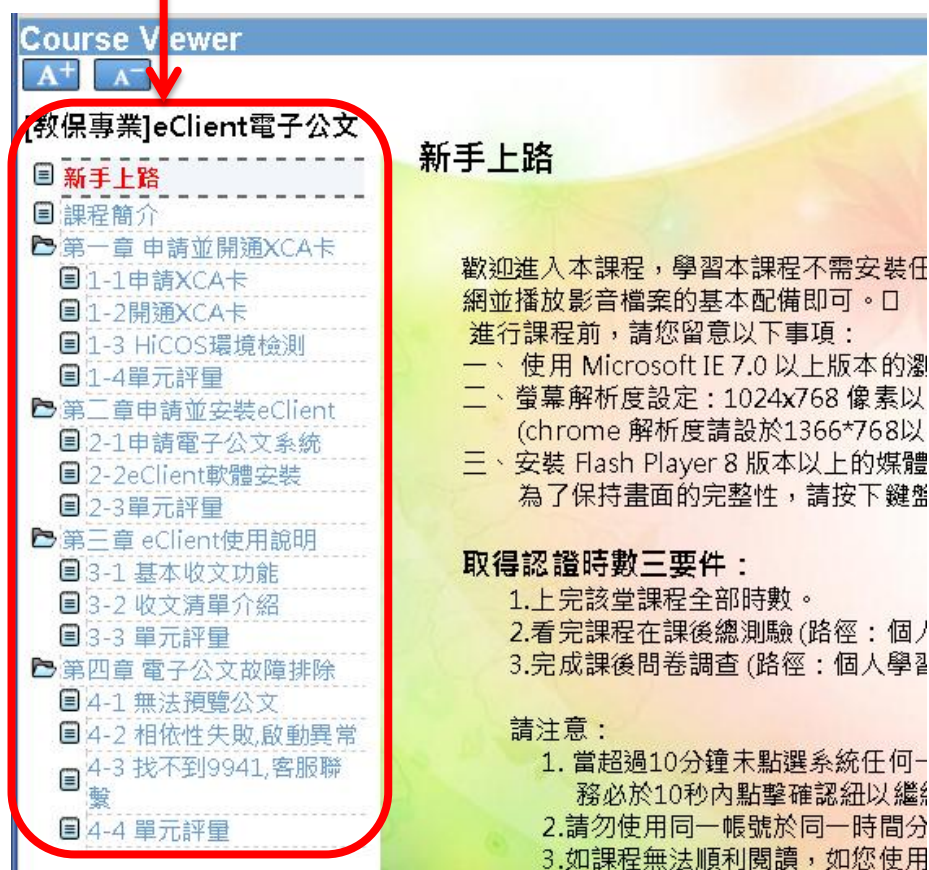 Course Viewer
A+ A-
[教保專業]eClient電子公文
新手上路
課程簡介
第一章 申請並開通XCA卡
1-1申請XCA卡
1-2開通XCA卡
1-3 HiCOS環境檢測
1-4單元評量
第二章申請並安裝eClient
2-1申請電子公文系統
2-2eClient軟體安裝
2-3單元評量
第三章 eClient使用說明
3-1 基本收文功能
3-2 收文清單介紹
3-3 單元評量
第四章 電子公文故障排除
4-1 無法預覽公文
4-2 相依性失敗,啟動異常
4-3 找不到9941,客服聯
繫
4-4 單元評量
新手上路
歡迎進入本課程，學習本課程不需安裝任
網並播放影音檔案的基本配備即可。
進行課程前，請您留意以下事項：
一、 使用 Microsoft IE 7.0 以上版本的瀏
二、螢幕解析度設定：1024x768 像素以
(chrome 解析度請設於1366*768以
三、安裝 Flash Player 8 版本以上的媒體
為了保持畫面的完整性，請按下鍵盤
取得認證時數三要件：
1.上完該堂課程全部時數。
2.看完課程在課後總測驗(路徑：個人
3.完成課後問卷調查(路徑：個人學習
請注意：
1. 當超過10分鐘未點選系統任何一
務必於10秒內點擊確認紐以繼續
2.請勿使用同一帳號於同一時間分
3.如課程無法順利閱讀，如您使用